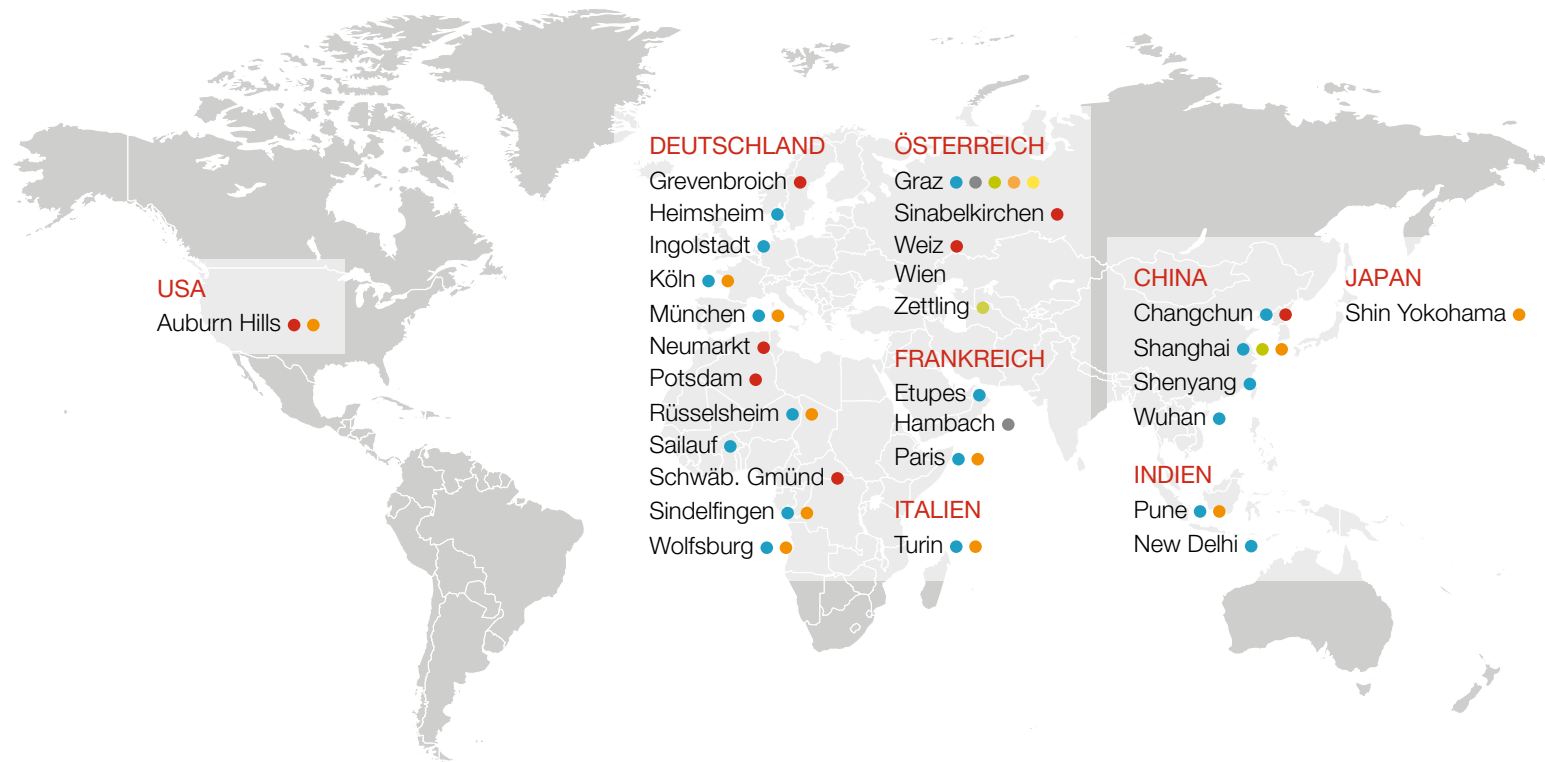 USA
Auburn Hills
DEUTSCHLAND
Grevenbroich
Heimsheim
Ingolstadt
Köln
München
Neumarkt
Potsdam
Rüsselsheim
Sailauf
Schwäb. Gmünd
Sindelfingen
Wolfsburg
ÖSTERREICH
Graz
Sinabelkirchen
Weiz
Wien
Zettling
FRANKREICH
Etupes
Hambach
Paris
ITALIEN
Turin
CHINA
Changchun
Shanghai
Shenyang
Wuhan
INDIEN
Pune
New Delhi
JAPAN
Shin Yokohama